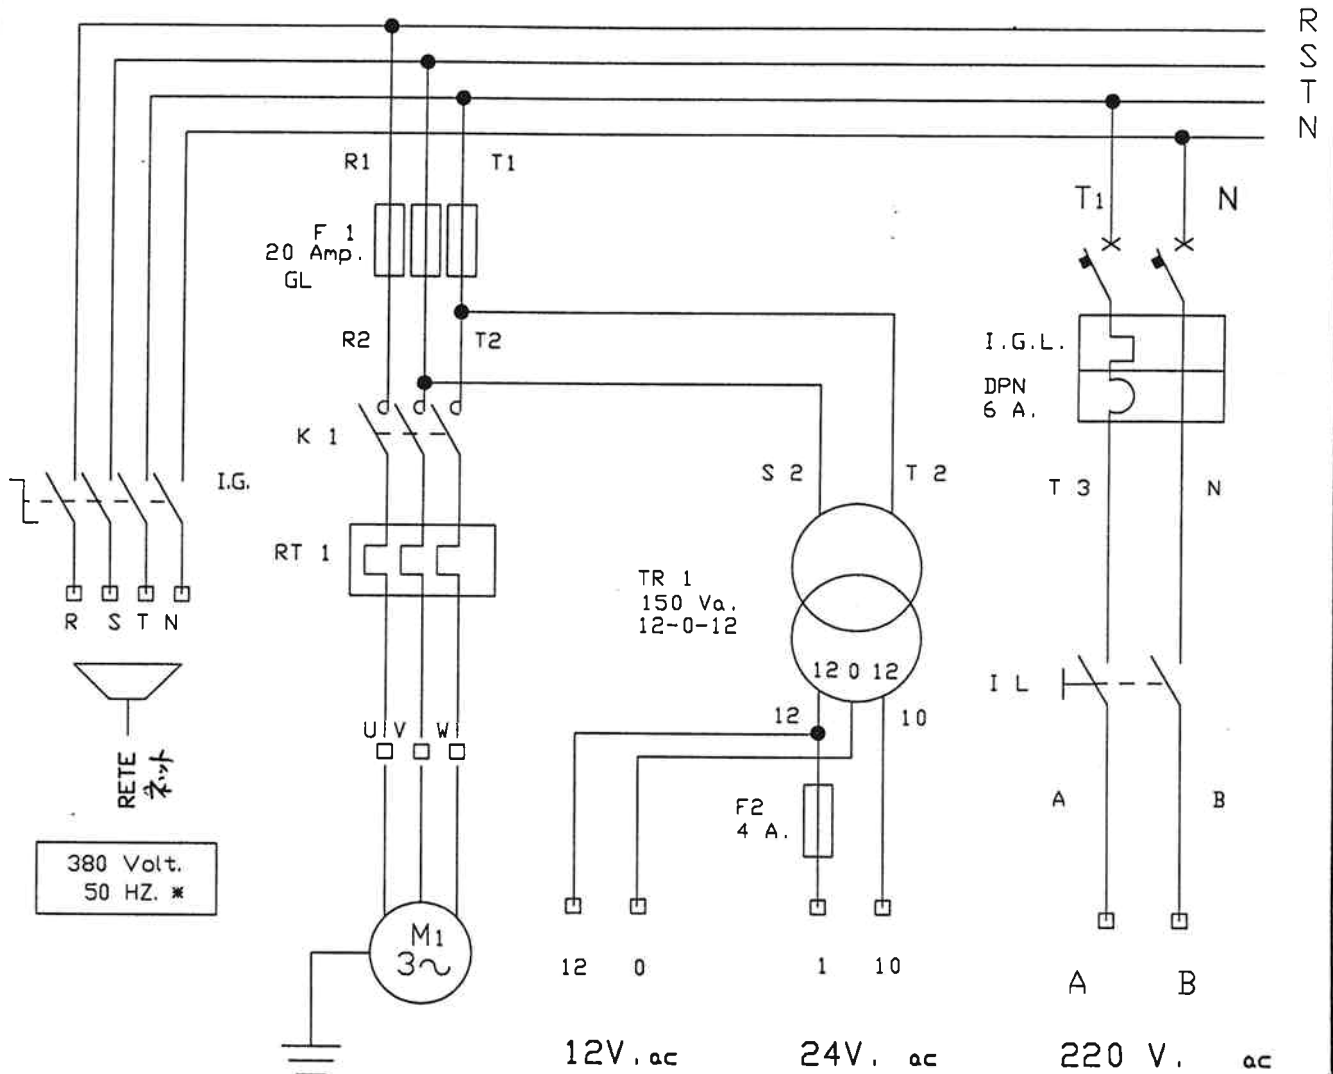 R
S
T
N
R1
T1
F 1
20 Amp.
GL
R2
T2
K 1
I.G.
RT 1
R S T N
RETE
ネット
380 Volt.
50 HZ. *
U V W
M1
3~
S 2
T 2
TR 1
150 Va.
12-0-12
12 0 12
12
10
F2
4 A.
12
0
1
10
12V. ac
24V. ac
T1
N
I.G.L.
DPN
6 A.
T 3
N
I L
A
B
A
B
220 V. ac